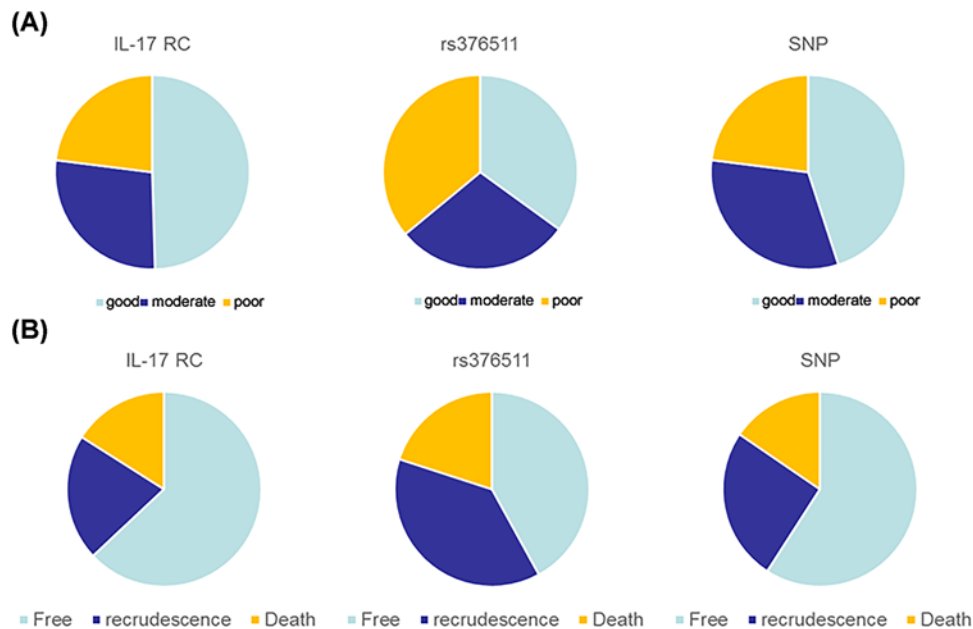 (A)
IL-17 RC rs376511 SNP
good moderate poor good moderate poor good moderate poor
(B)
IL-17 RC rs376511 SNP
Free recrudescence Death Free recrudescence Death Free recrudescence Death